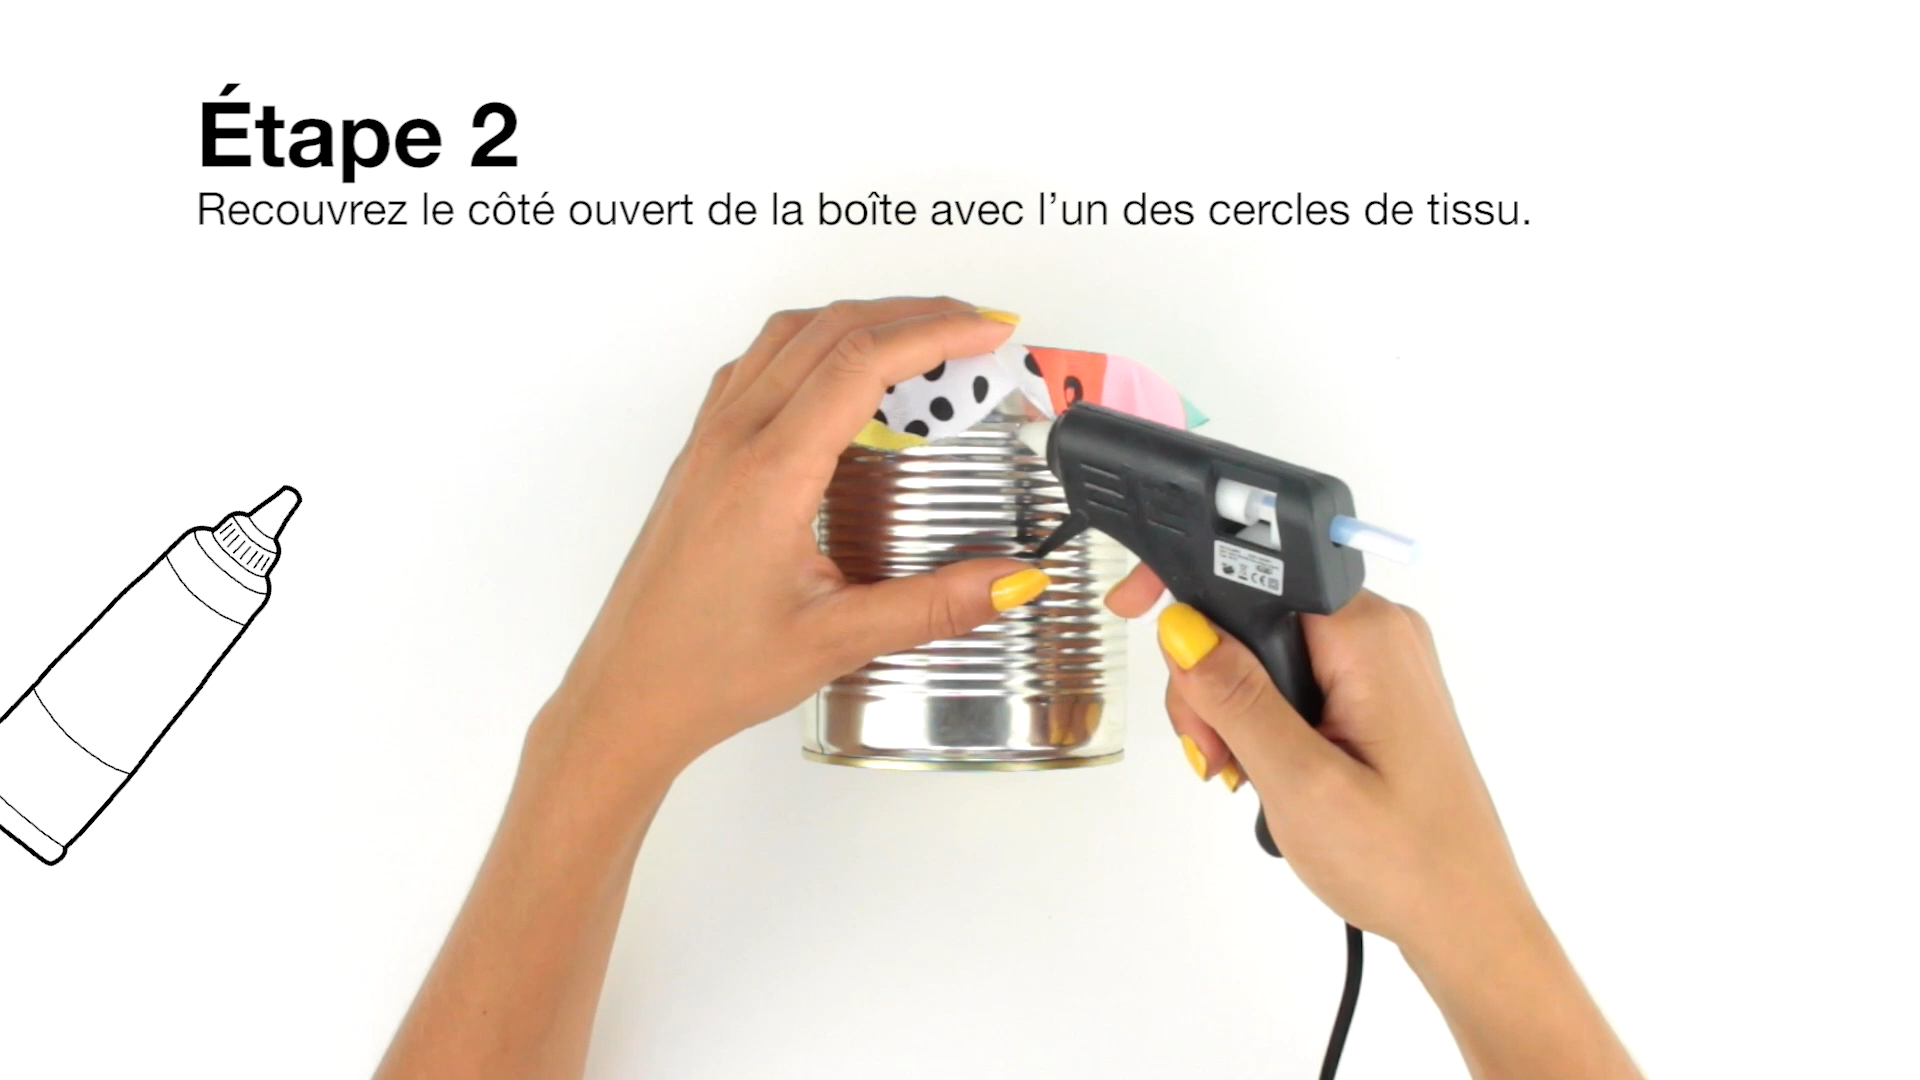 Étape 2
Recouvrez le côté ouvert de la boîte avec l’un des cercles de tissu.